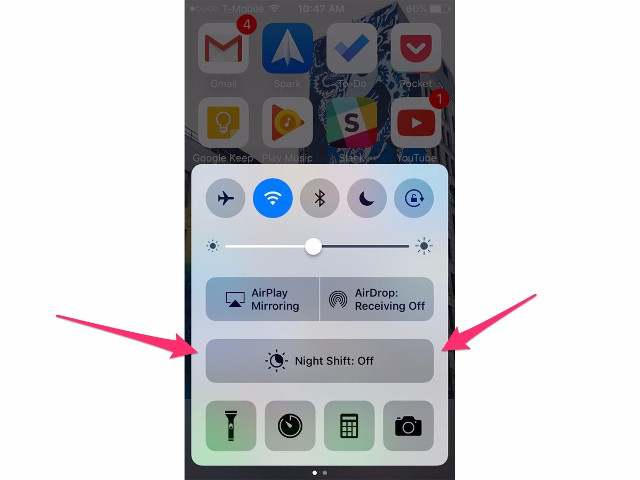 T-Mobile 10:47 AM 60%
4
Gmail Spark To-Do Pocket
1
Google Keep Play Music Slack YouTube
AirPlay
Mirroring
AirDrop:
Receiving Off
Night Shift: Off